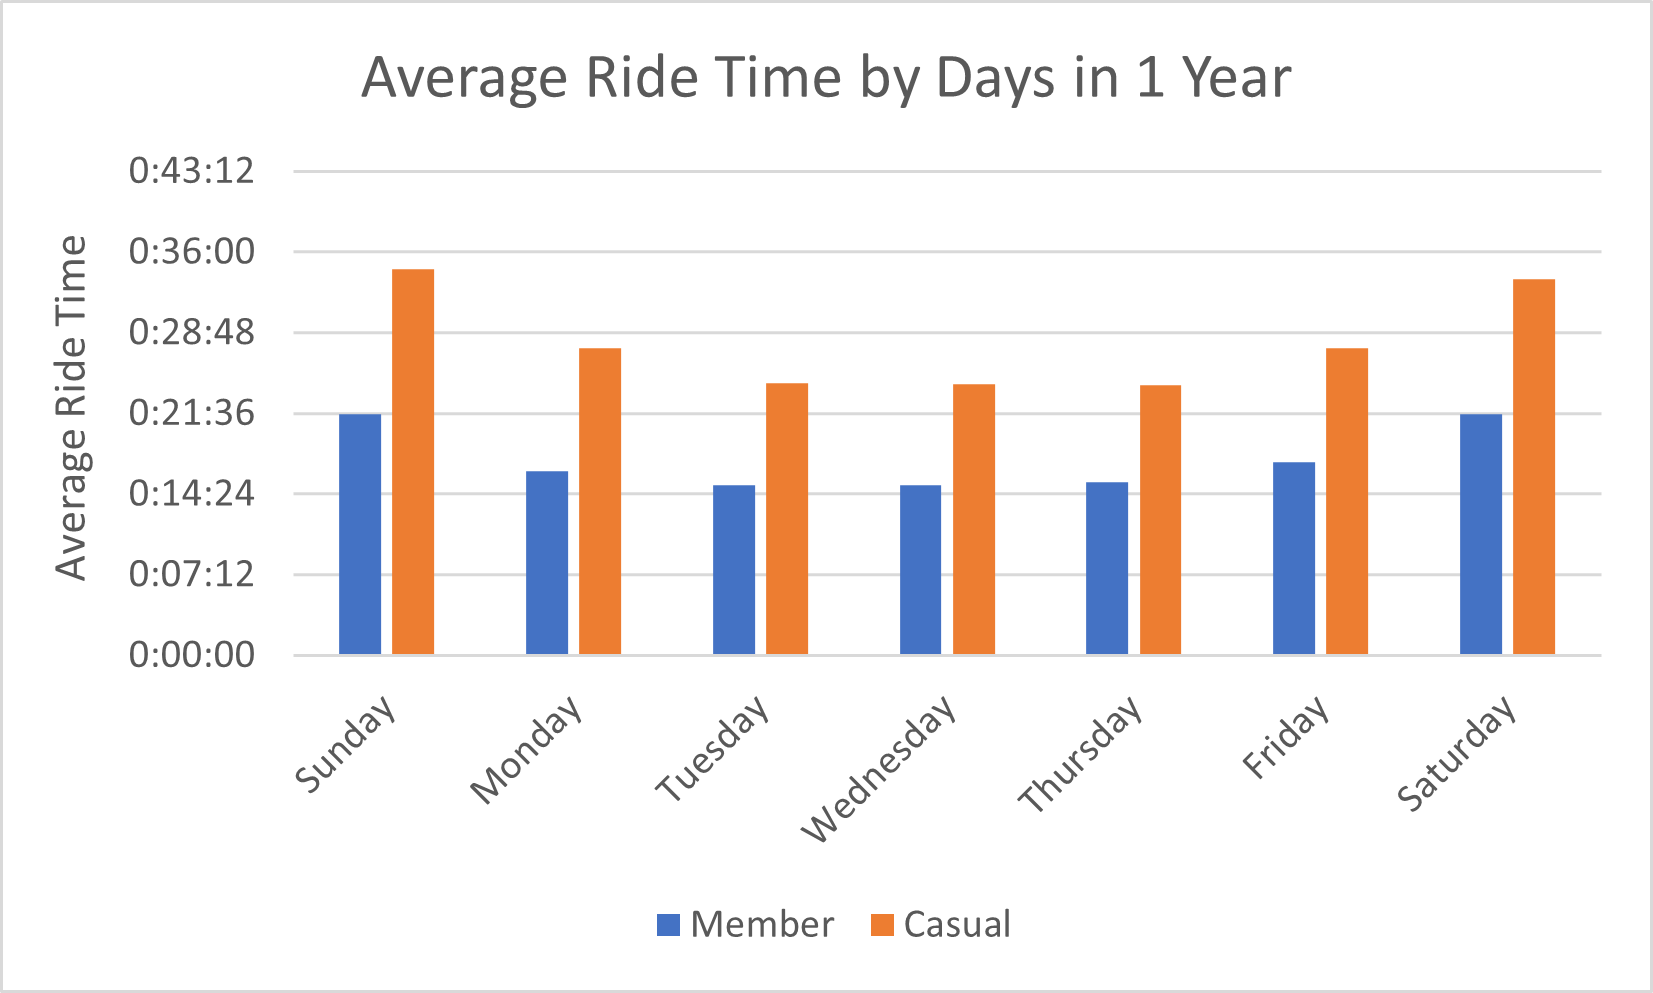 Average Ride Time by Days in 1 Year
Average Ride Time
0:43:12
0:36:00
0:28:48
0:21:36
0:14:24
0:07:12
0:00:00
Sunday
Monday
Tuesday
Wednesday
Thursday
Friday
Saturday
Member
Casual